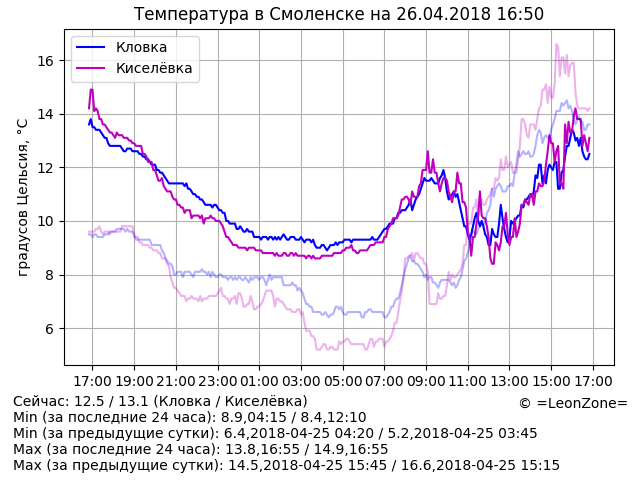 Температура в Смоленске на 26.04.2018 16:50
Кловка
Киселёвка
градусов Цельсия, °C
16
14
12
10
8
6
17:00 19:00 21:00 23:00 01:00 03:00 05:00 07:00 09:00 11:00 13:00 15:00 17:00
Сейчас: 12.5 / 13.1 (Кловка / Киселёвка)
© =LeonZone=
Min (за последние 24 часа): 8.9,04:15 / 8.4,12:10
Min (за предыдущие сутки): 6.4,2018-04-25 04:20 / 5.2,2018-04-25 03:45
Max (за последние 24 часа): 13.8,16:55 / 14.9,16:55
Max (за предыдущие сутки): 14.5,2018-04-25 15:45 / 16.6,2018-04-25 15:15